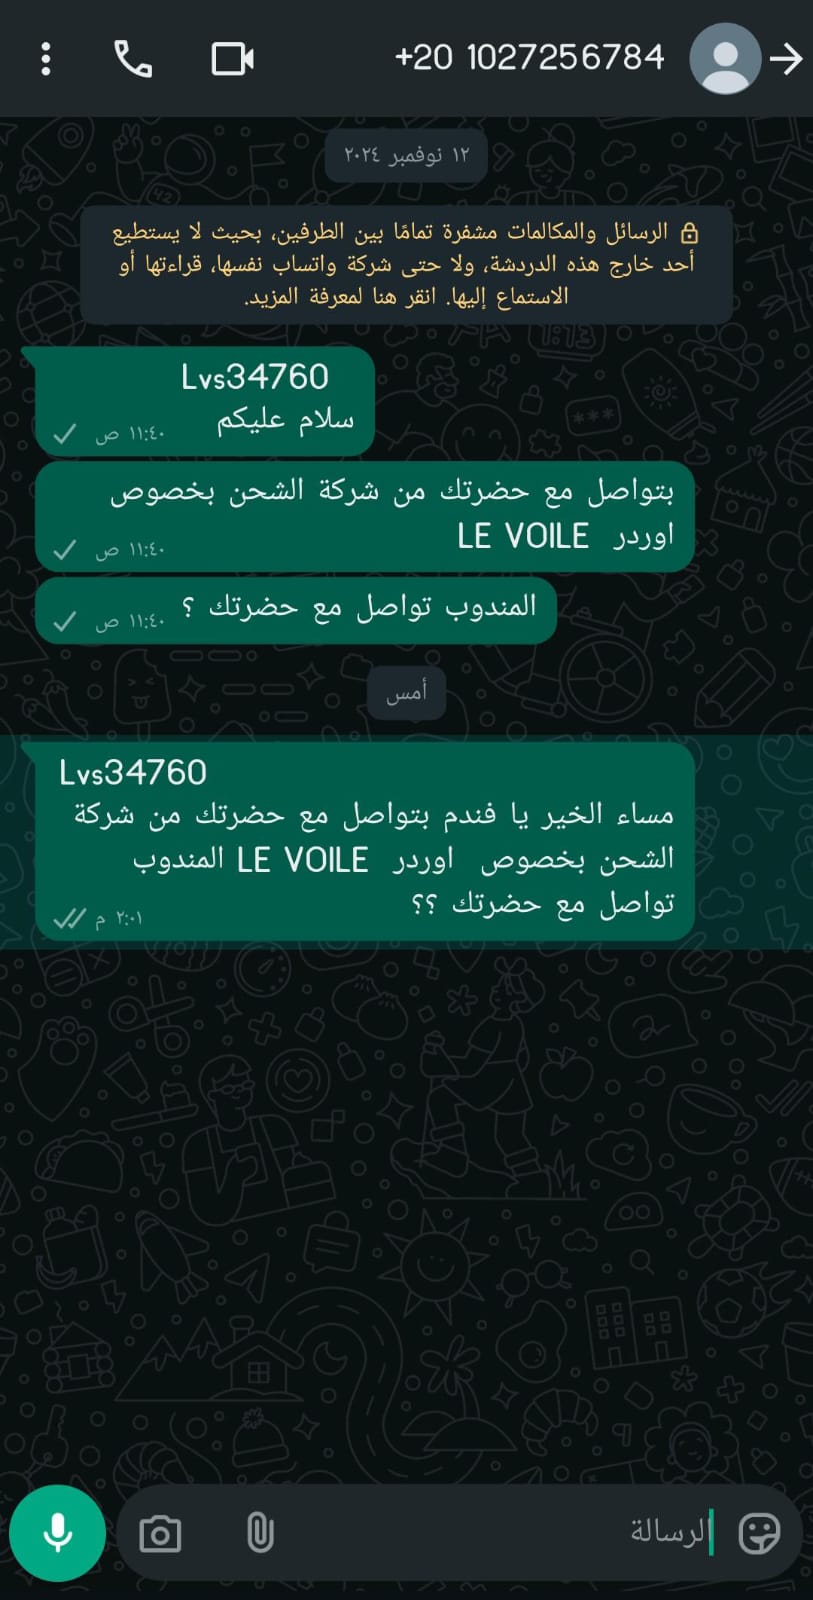 +20 1027256784
١٢ نوفمبر ٢٠٢٤
الرسائل والمكالمات مشفرة تمامًا بين الطرفين، بحيث لا يستطيع
أحد خارج هذه الدردشة، ولا حتى شركة واتساب نفسها، قراءتها أو
الاستماع إليها. انقر هنا لمعرفة المزيد.
Lvs34760
سلام عليكم
١١:٤٠ ص
بتواصل مع حضرتك من شركة الشحن بخصوص
اوردر LE VOILE
١١:٤٠ ص
المندوب تواصل مع حضرتك ؟
١١:٤٠ ص
أمس
Lvs34760
مساء الخير يا فندم بتواصل مع حضرتك من شركة
الشحن بخصوص اوردر LE VOILE المندوب
تواصل مع حضرتك ؟؟
٢:٠١ م
الرسالة